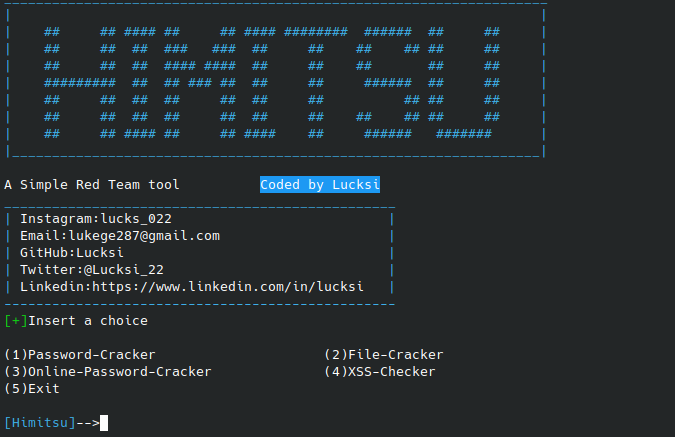 HIMITSU
A Simple Red Team tool Coded by Lucksi
Instagram:lucks_022
Email:lukege287@gmail.com
GitHub:Lucksi
Twitter:@Lucksi_22
Linkedin:https://www.linkedin.com/in/lucksi
[+]Insert a choice
(1)Password-Cracker (2)File-Cracker
(3)Online-Password-Cracker (4)XSS-Checker
(5)Exit
[Himitsu]-->